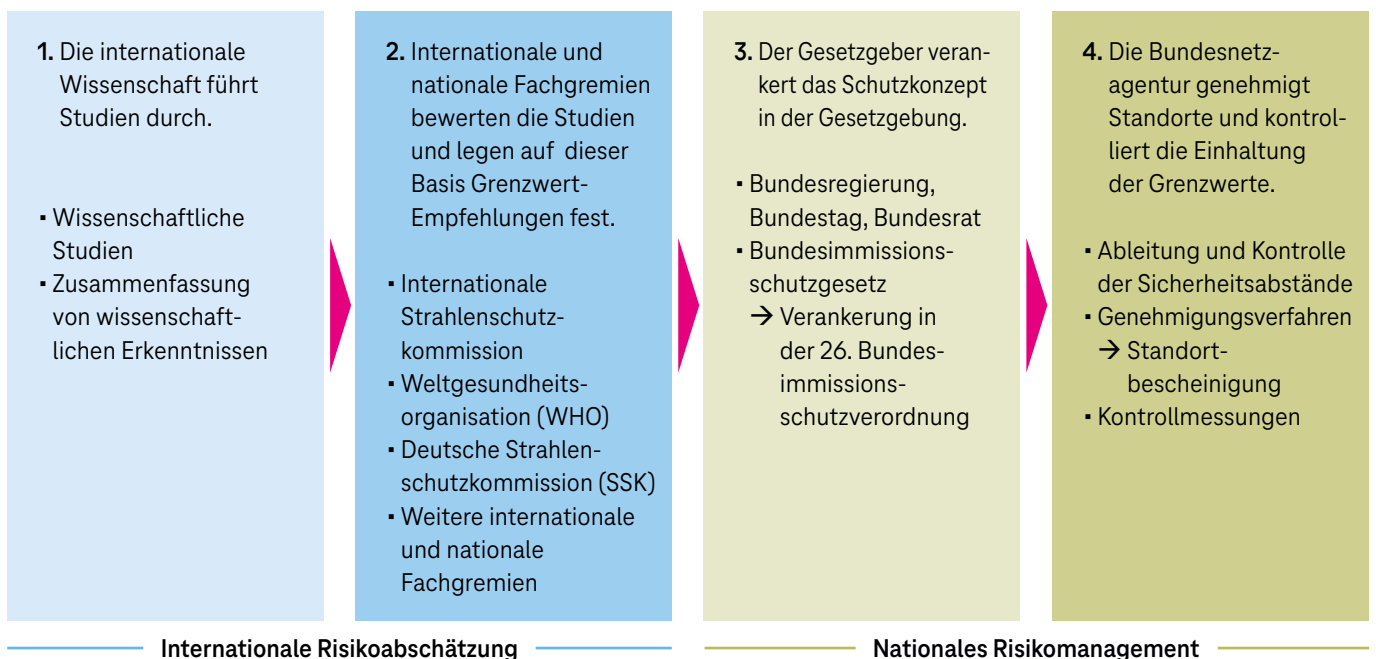 1. Die internationale
Wissenschaft führt
Studien durch.
▪ Wissenschaftliche
Studien
▪ Zusammenfassung
von wissenschaft-
lichen Erkenntnissen
2. Internationale und
nationale Fachgremien
bewerten die Studien
und legen auf dieser
Basis Grenzwert-
Empfehlungen fest.
▪ Internationale
Strahlenschutz-
kommission
▪ Weltgesundheits-
organisation (WHO)
▪ Deutsche Strahlen-
schutzkommission (SSK)
▪ Weitere internationale
und nationale
Fachgremien
3. Der Gesetzgeber veran-
kert das Schutzkonzept
in der Gesetzgebung.
▪ Bundesregierung,
Bundestag, Bundesrat
▪ Bundesimmissions-
schutzgesetz
→ Verankerung in
der 26. Bundes-
immissions-
schutzverordnung
4. Die Bundesnetz-
agentur genehmigt
Standorte und kontrol-
liert die Einhaltung
der Grenzwerte.
▪ Ableitung und Kontrolle
der Sicherheitsabstände
▪ Genehmigungsverfahren
→ Standort-
bescheinigung
▪ Kontrollmessungen
Internationale Risikoabschätzung
Nationales Risikomanagement